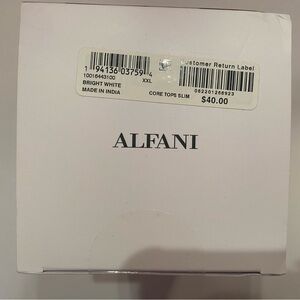 Customer Return Label
1 94136 03759 4
10016443100 XXL
BRIGHT WHITE
MADE IN INDIA
CORE TOPS SLIM
082201268923
$40.00
ALFANI